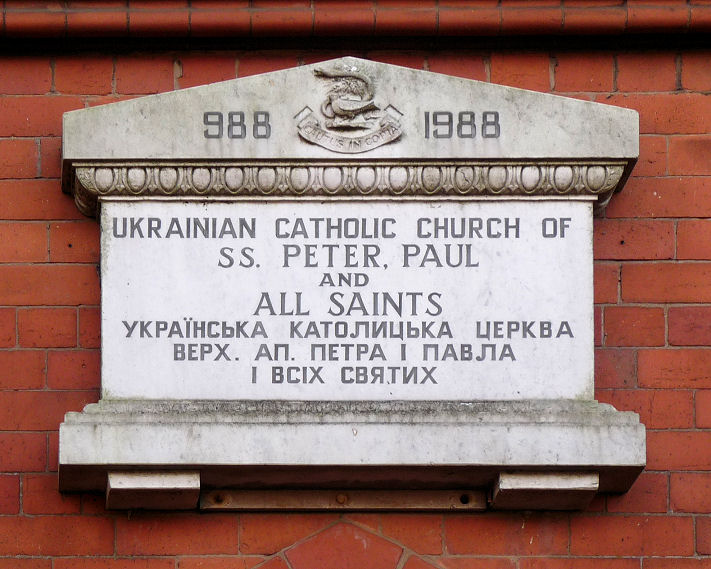 988 1988
UKRAINIAN CATHOLIC CHURCH OF
SS. PETER, PAUL
AND
ALL SAINTS
УКРАЇНСЬКА КАТОЛИЦЬКА ЦЕРКВА
ВЕРХ. АП. ПЕТРА І ПАВЛА
І ВСІХ СВЯТИХ